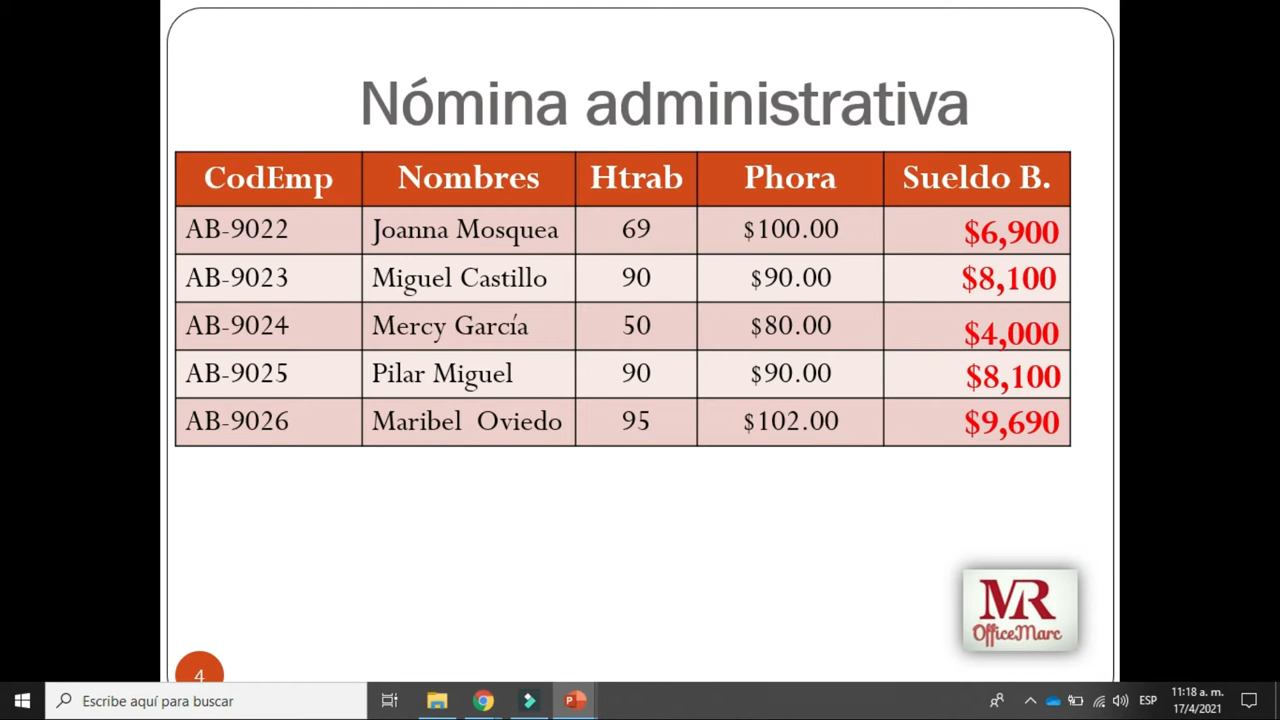 Nómina administrativa
CodEmp Nombres Htrab Phora Sueldo B.
AB-9022 Joanna Mosquea 69 $100.00 $6,900
AB-9023 Miguel Castillo 90 $90.00 $8,100
AB-9024 Mercy García 50 $80.00 $4,000
AB-9025 Pilar Miguel 90 $90.00 $8,100
AB-9026 Maribel Oviedo 95 $102.00 $9,690
MR
OfficeMarc
4
Escribe aquí para buscar
ESP
11:18 a. m.
17/4/2021